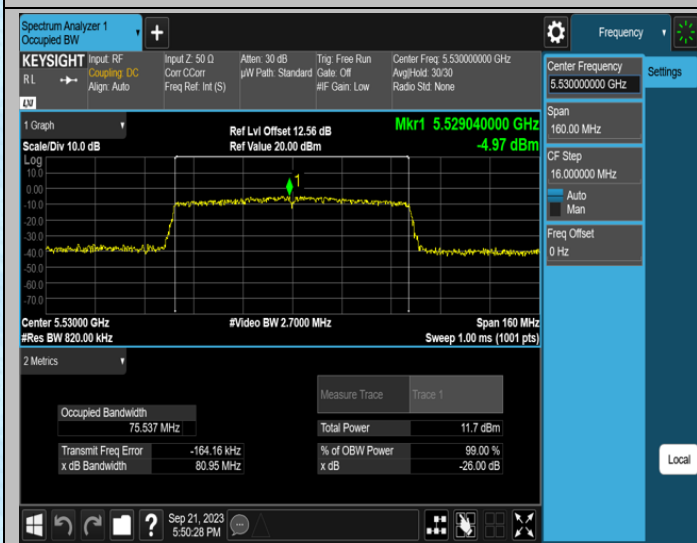 Spectrum Analyzer 1
Occupied BW
Frequency
KEYSIGHT
R L
LXI
Input: RF
Coupling: DC
Align: Auto
Input Z: 50 Ω
Corr CCorr
Freq Ref: Int (S)
Atten: 30 dB
µW Path: Standard
Trig: Free Run
Gate: Off
#IF Gain: Low
Center Freq: 5.530000000 GHz
Avg|Hold: 30/30
Radio Std: None
Center Frequency
5.530000000 GHz
Settings
Span
160.00 MHz
CF Step
16.000000 MHz
Auto
Man
Freq Offset
0 Hz
Local
1 Graph
Scale/Div 10.0 dB
Ref Lvl Offset 12.56 dB
Ref Value 20.00 dBm
Mkr1 5.529040000 GHz
-4.97 dBm
Log
10.0
0.00
-10.0
-20.0
-30.0
-40.0
-50.0
-60.0
-70.0
1
Center 5.53000 GHz
#Res BW 820.00 kHz
#Video BW 2.7000 MHz
Span 160 MHz
Sweep 1.00 ms (1001 pts)
2 Metrics
Measure Trace Trace 1
Occupied Bandwidth
75.537 MHz
Total Power 11.7 dBm
Transmit Freq Error -164.16 kHz
% of OBW Power 99.00 %
x dB Bandwidth 80.95 MHz
x dB -26.00 dB
Sep 21, 2023
5:50:28 PM